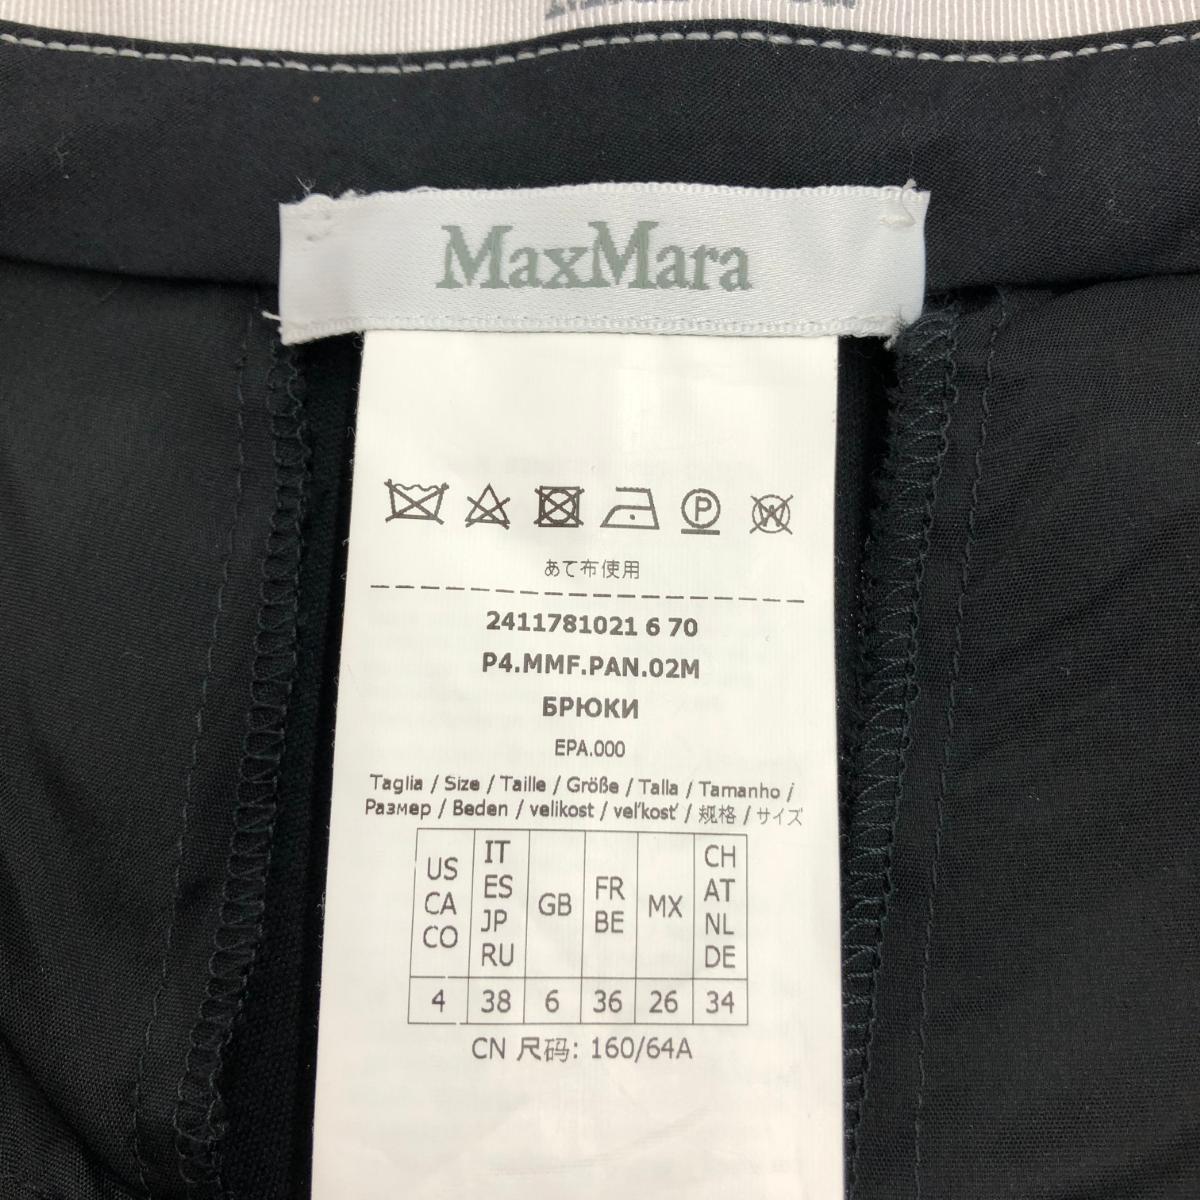 MaxMara
P W
あて布使用
2411781021 6 70
P4.MMF.PAN.02M
БРЮКИ
EPA.000
Taglia / Size / Taille / Größe / Talla / Tamanho /
Размер / Beden / velikost / veľkosť / 规格 / サイズ
US CA CO IT ES JP RU GB FR BE MX CH AT NL DE
4 38 6 36 26 34
CN 尺码: 160/64A